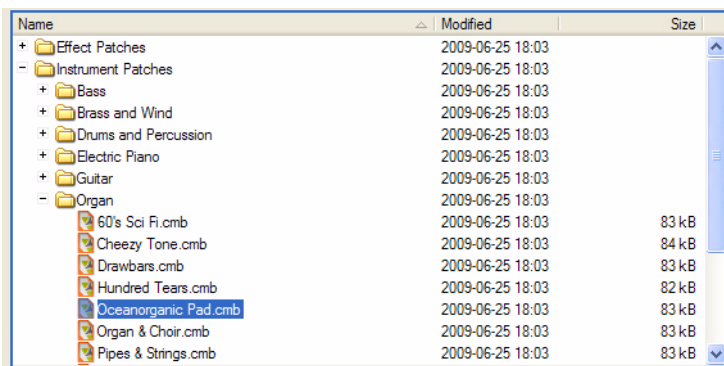 Name Modified Size
+ Effect Patches 2009-06-25 18:03
- Instrument Patches 2009-06-25 18:03
+ Bass 2009-06-25 18:03
+ Brass and Wind 2009-06-25 18:03
+ Drums and Percussion 2009-06-25 18:03
+ Electric Piano 2009-06-25 18:03
+ Guitar 2009-06-25 18:03
- Organ 2009-06-25 18:03
60's Sci Fi.cmb 2009-06-25 18:03 83 kB
Cheezy Tone.cmb 2009-06-25 18:03 84 kB
Drawbars.cmb 2009-06-25 18:03 83 kB
Hundred Tears.cmb 2009-06-25 18:03 82 kB
Oceanorganic Pad.cmb 2009-06-25 18:03 83 kB
Organ & Choir.cmb 2009-06-25 18:03 83 kB
Pipes & Strings.cmb 2009-06-25 18:03 83 kB